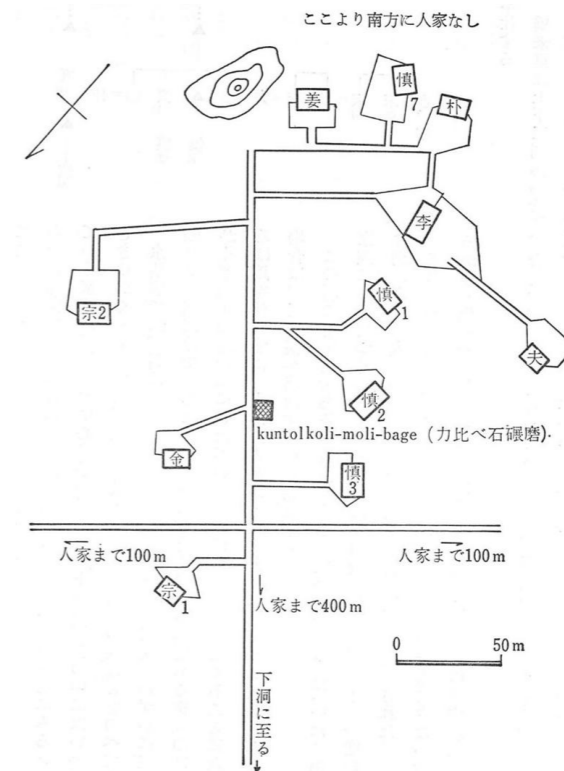 ここより南方に人家なし
姜
慎
7
朴
李
宗2
慎
1
夫
慎
2
kuntolkoli-moli-bage (力比べ石碾磨).
金
慎
3
人家まで100m
人家まで100m
宗
1
人家まで400m
0 50m
下洞に至る